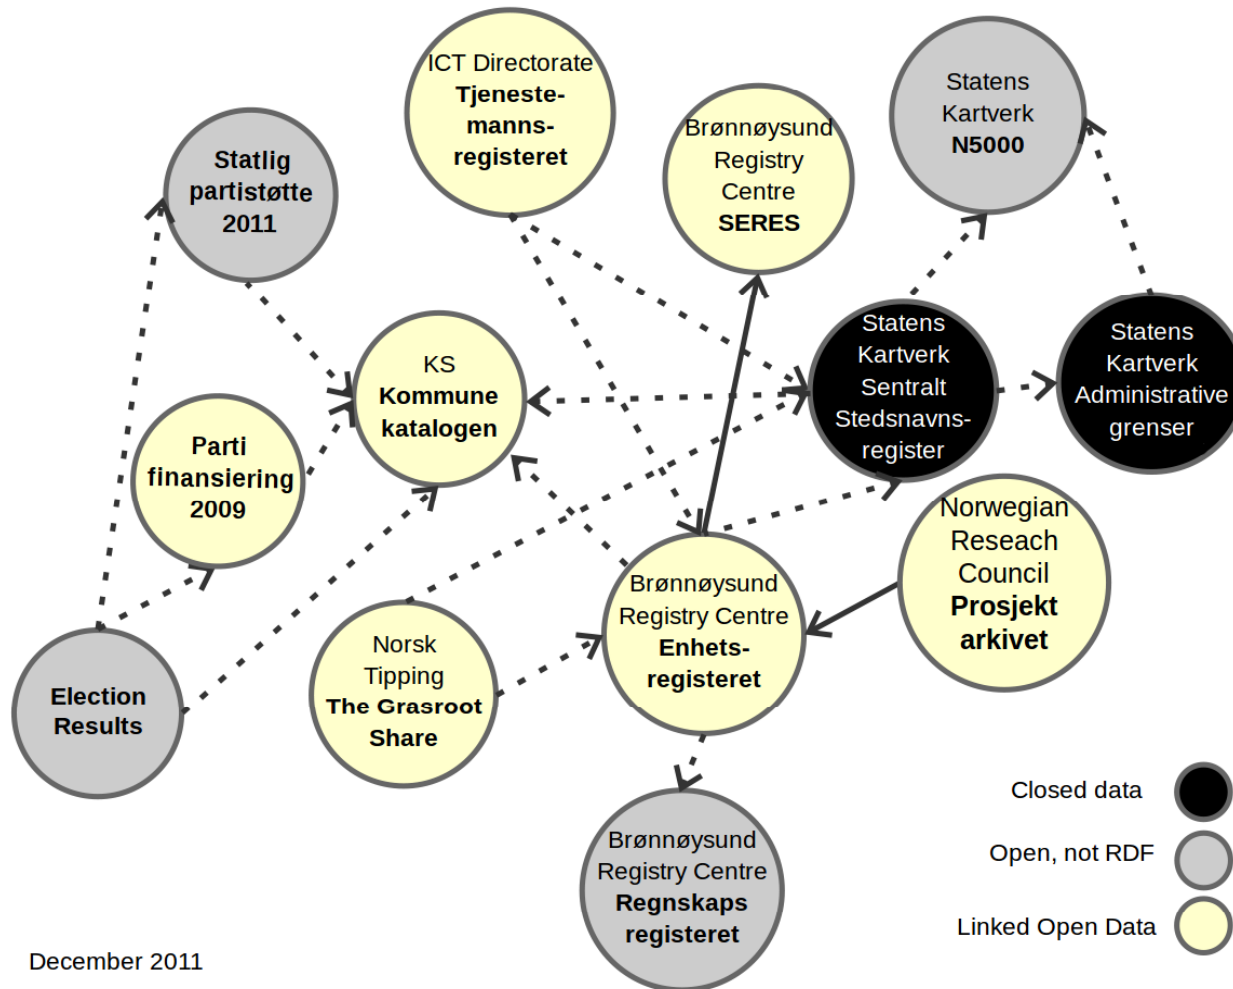 ICT Directorate
Tjeneste-
manns-
registeret
Brønnøysund
Registry
Centre
SERES
Statens
Kartverk
N5000
Statlig
partistøtte
2011
KS
Kommune
katalogen
Statens
Kartverk
Sentralt
Stedsnavns-
register
Statens
Kartverk
Administrative
grenser
Parti
finansiering
2009
Norwegian
Reseach
Council
Prosjekt
arkivet
Brønnøysund
Registry Centre
Enhets-
registeret
Norsk
Tipping
The Grasroot
Share
Election
Results
Brønnøysund
Registry Centre
Regnskaps
registeret
Closed data
Open, not RDF
Linked Open Data
December 2011